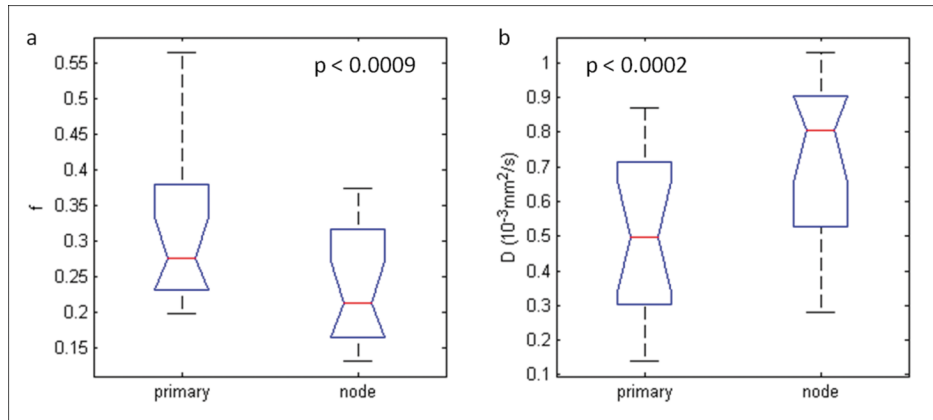 a
p < 0.0009
0.55
0.5
0.45
0.4
0.35
0.3
0.25
0.2
0.15
f
primary node
b
p < 0.0002
1
0.9
0.8
0.7
0.6
0.5
0.4
0.3
0.2
0.1
D (10⁻³mm²/s)
primary node